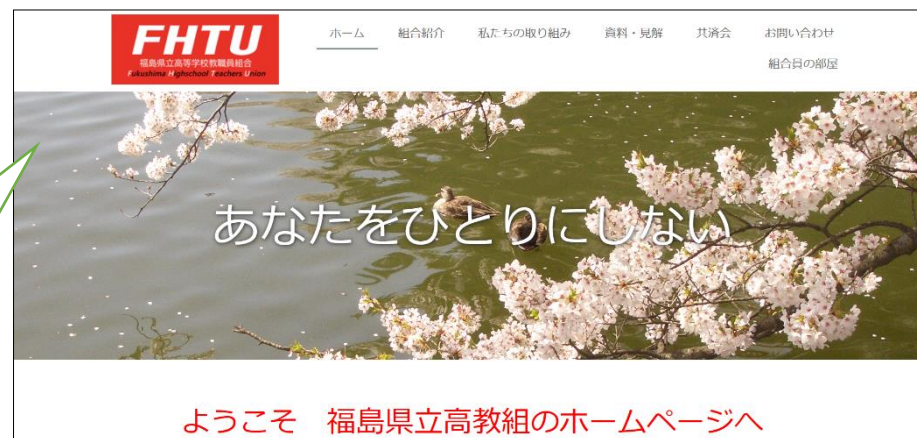 FHTU
福島県立高等学校教職員組合
Fukushima Highschool Teachers Union
ホーム
組合紹介
私たちの取り組み
資料・見解
共済会
お問い合わせ
組合員の部屋
あなたをひとりにしない
ようこそ　福島県立高教組のホームページへ